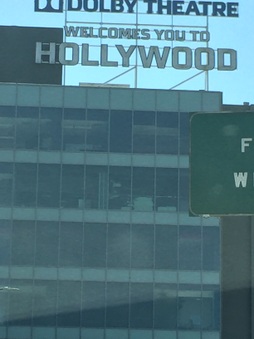 DOLBY THEATRE
WELCOMES YOU TO
HOLLYWOOD
F
W